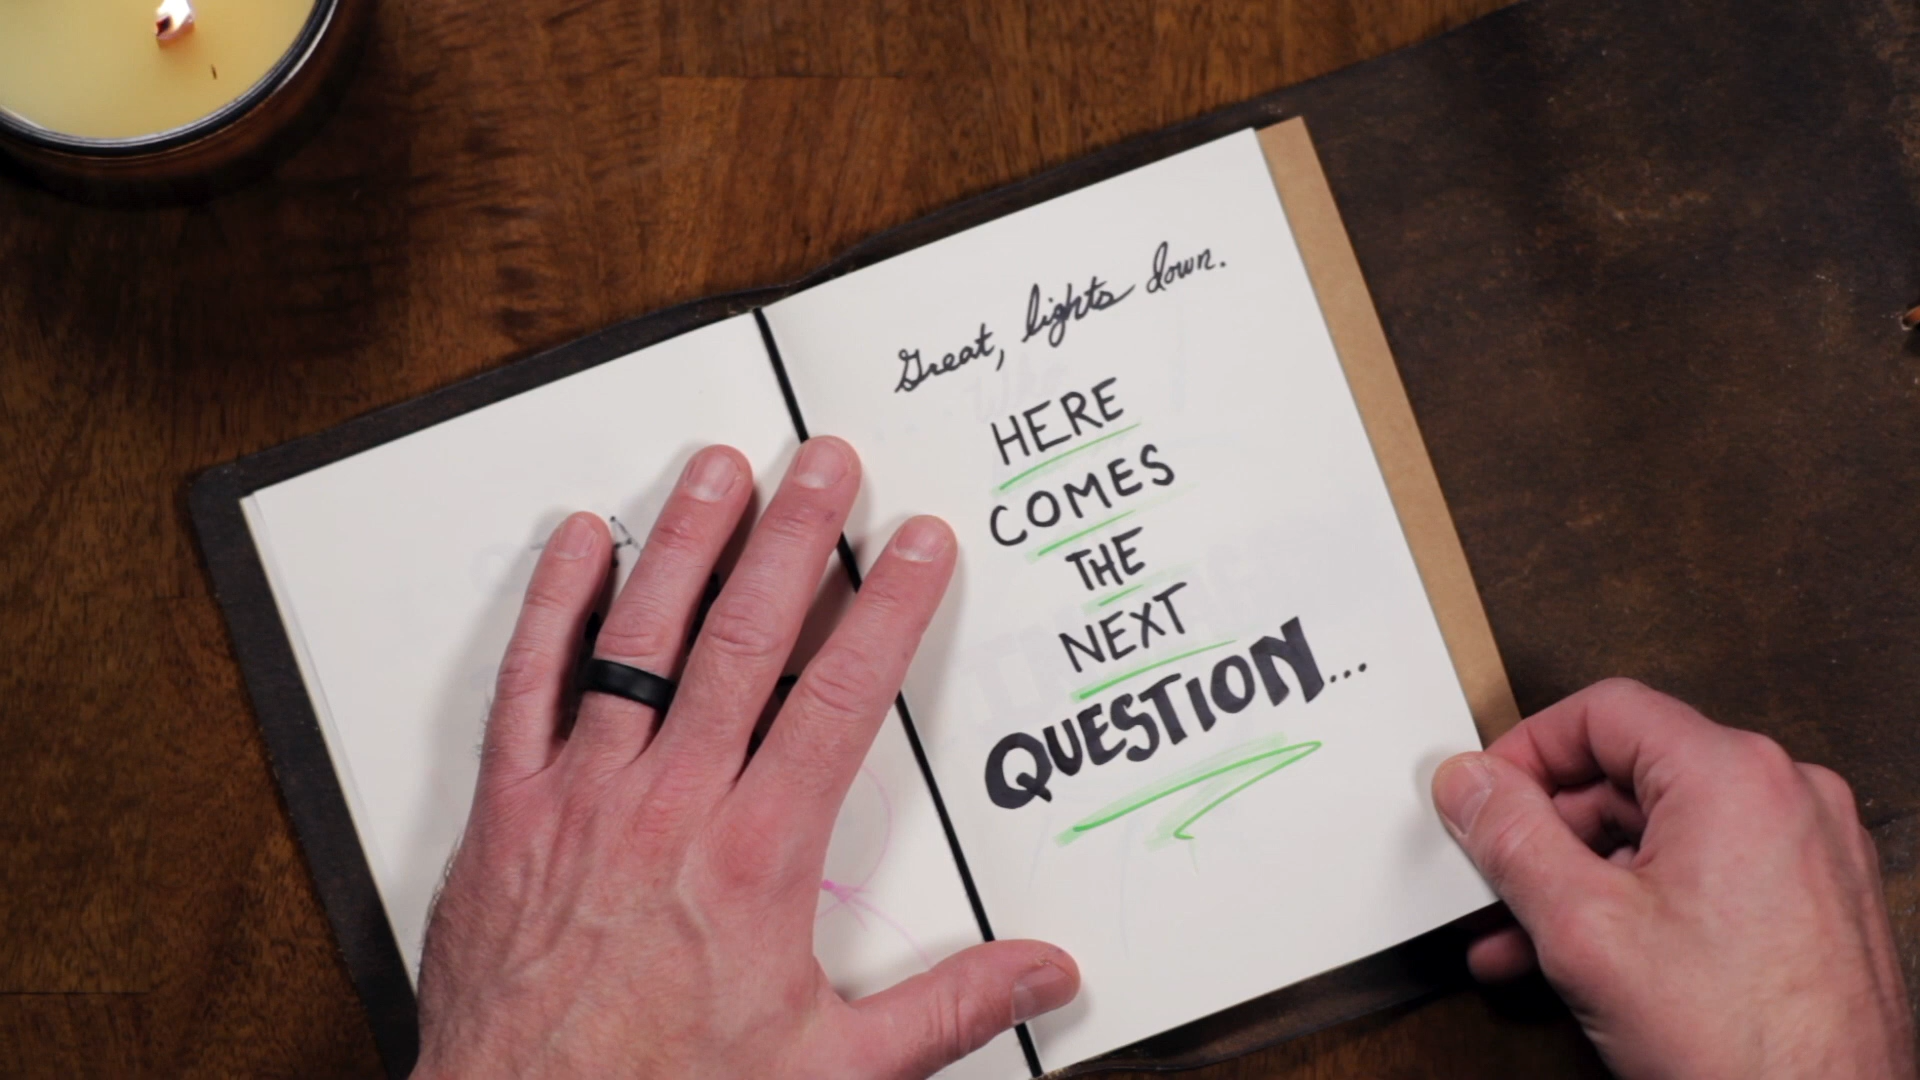 Great, lights down.
HERE
COMES
THE
NEXT
QUESTION...